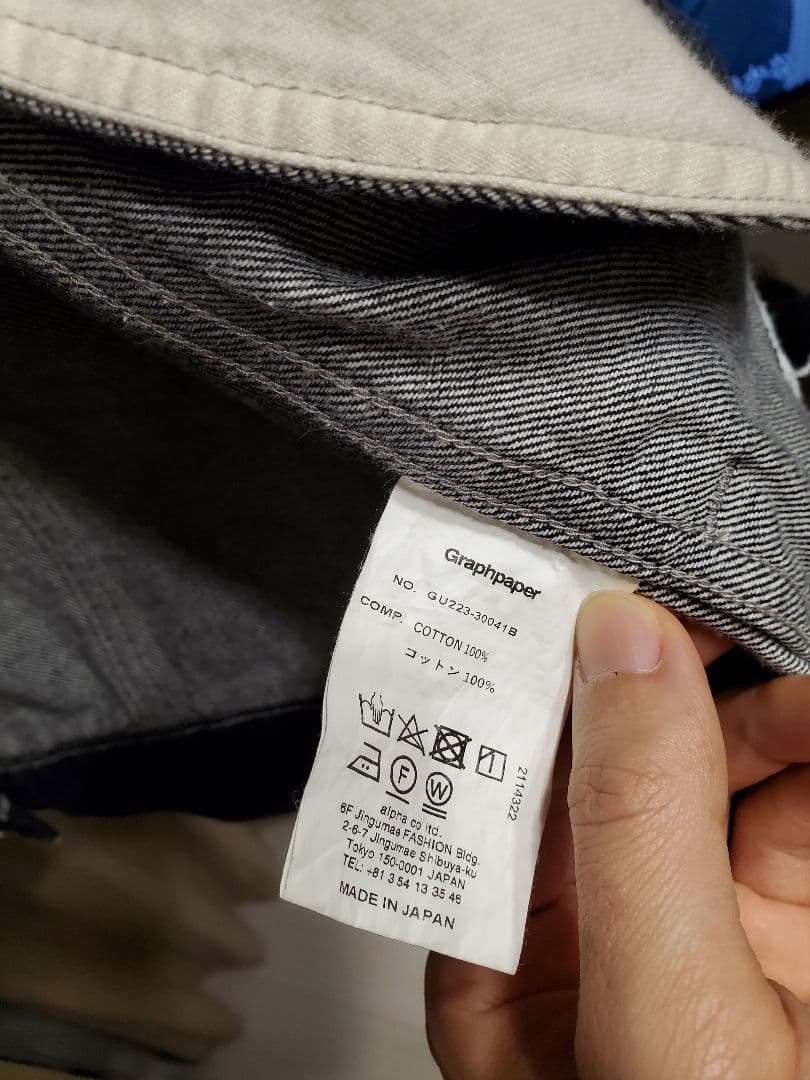 Graphpaper
NO. GU223-30041B
COMP. COTTON 100%
コットン 100%
F W
2114322
alpha co ltd.
6F Jingumae FASHION Bldg.
2-6-7 Jingumae Shibuya-ku
Tokyo 150-0001 JAPAN
TEL: +81 3 54 13 35 46
MADE IN JAPAN